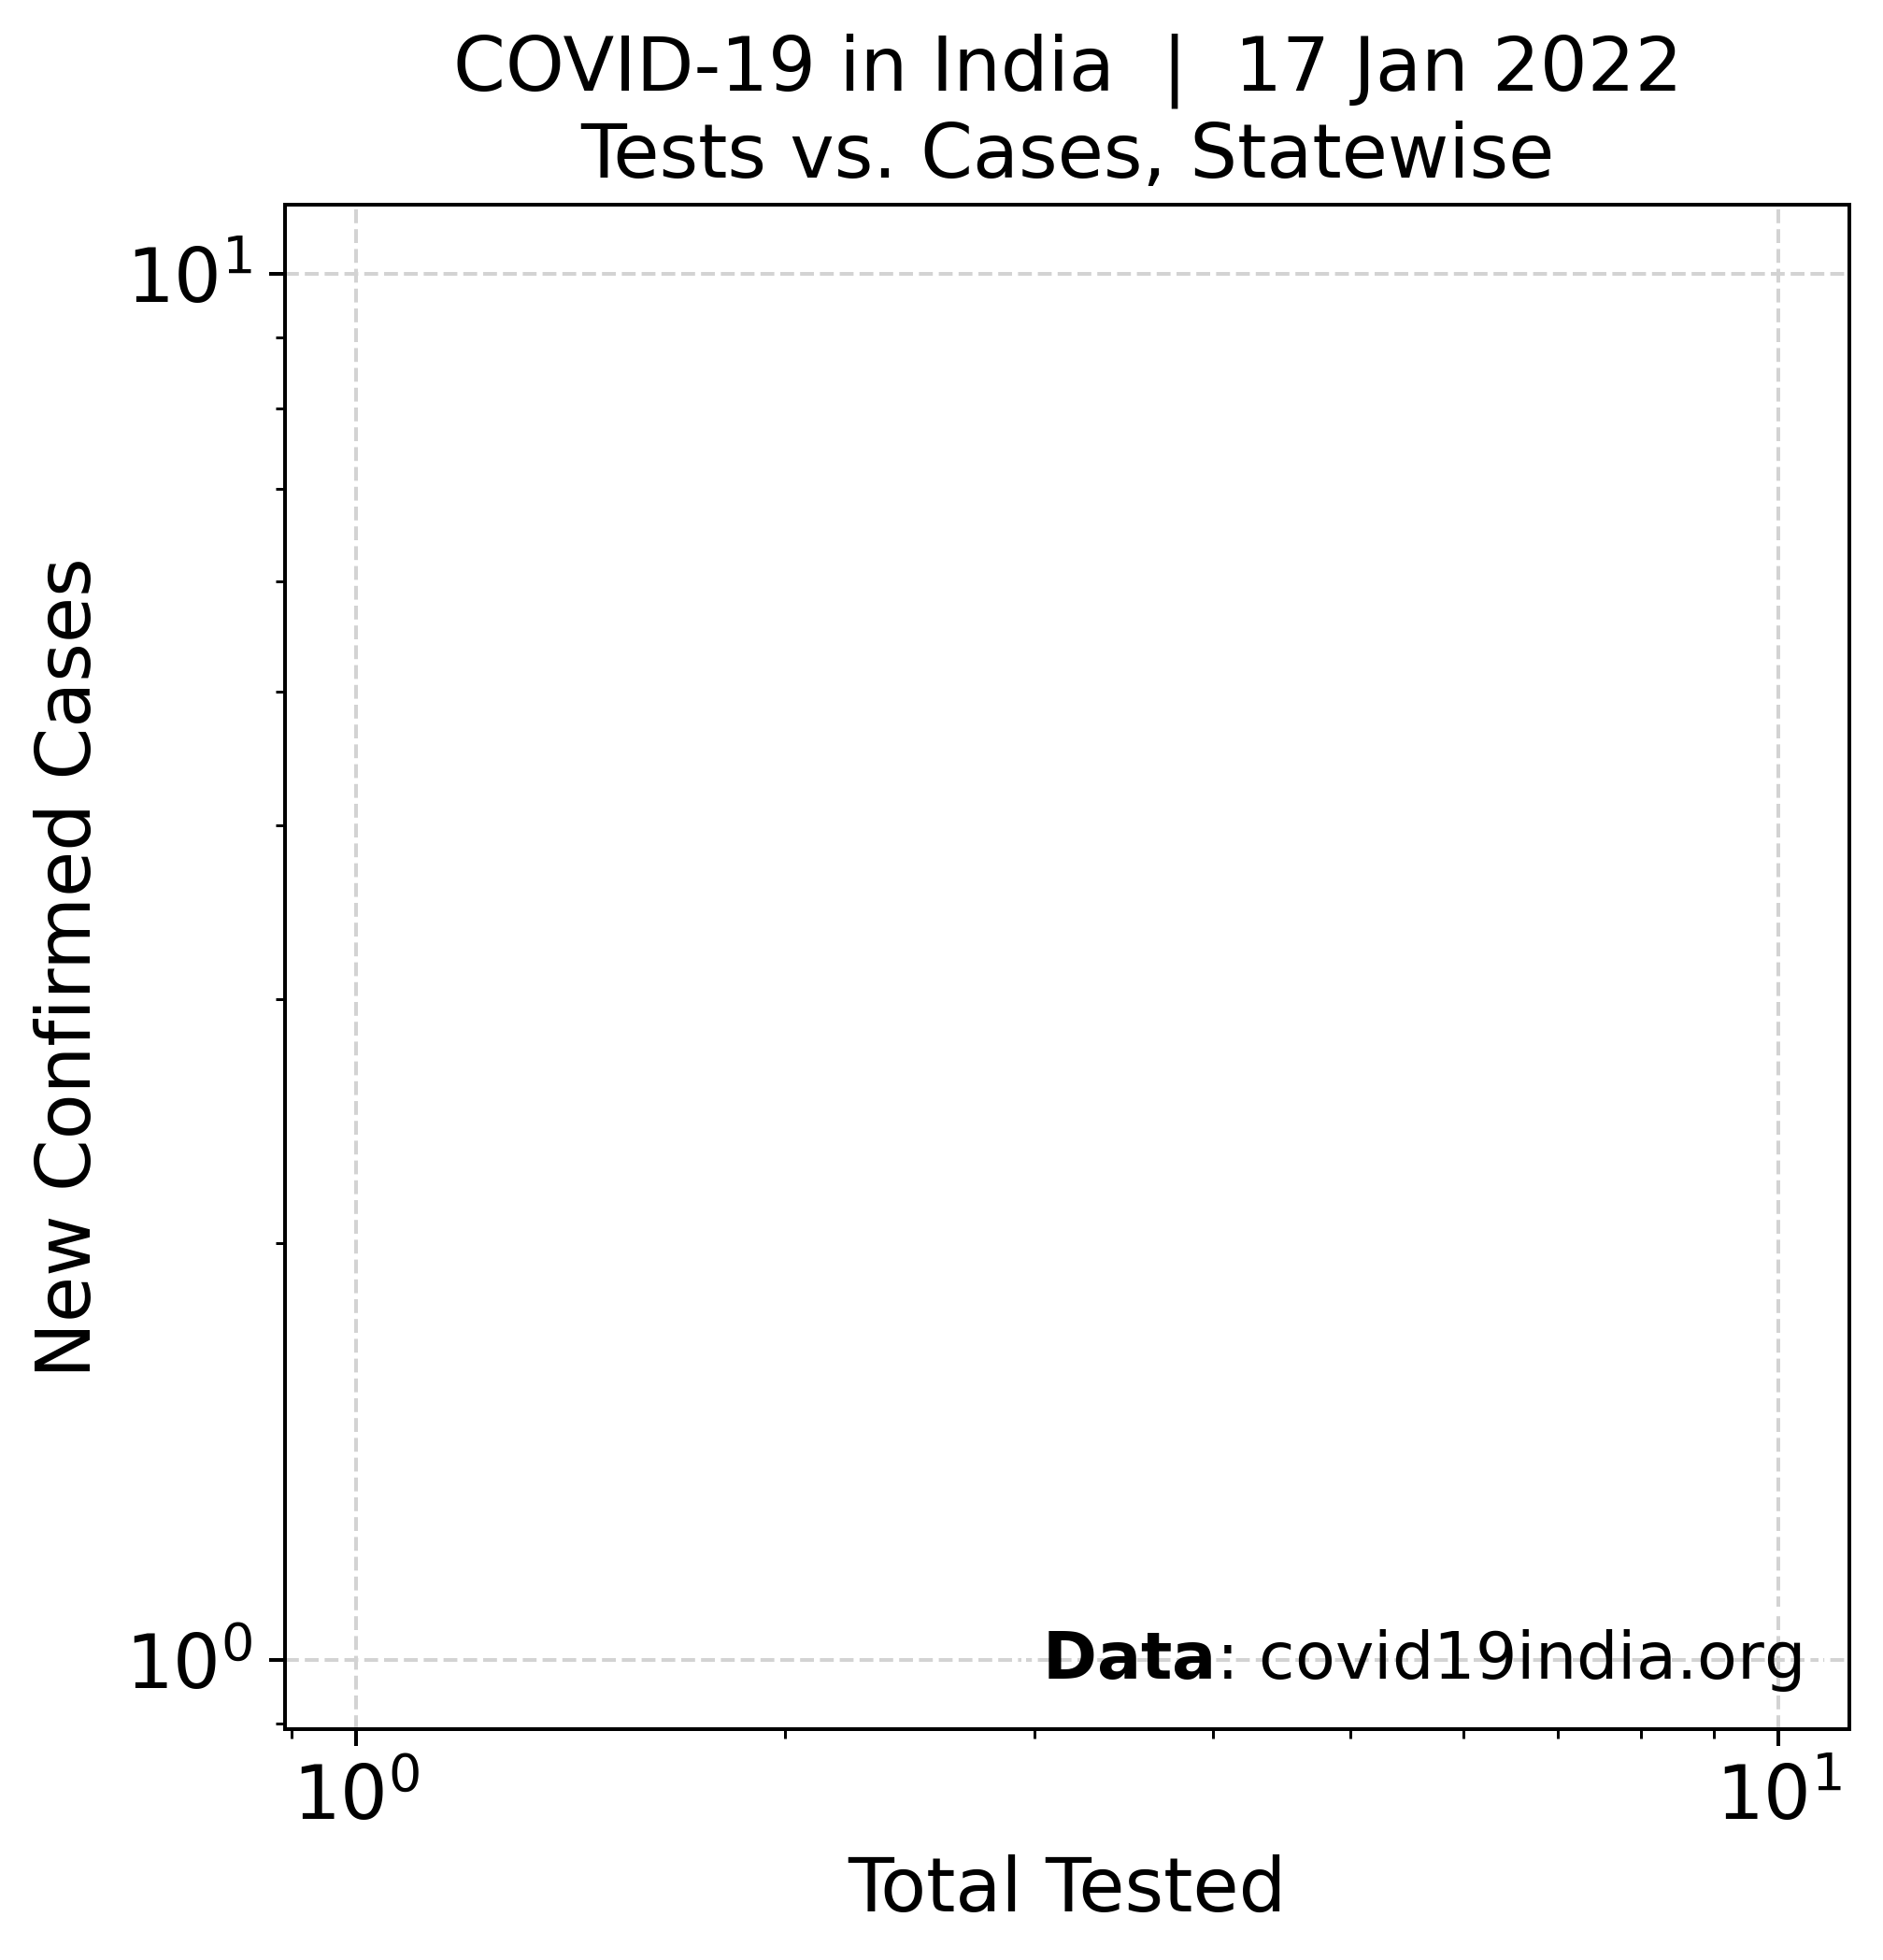 COVID-19 in India | 17 Jan 2022
Tests vs. Cases, Statewise
10¹
New Confirmed Cases
10⁰
Data: covid19india.org
10⁰ 10¹
Total Tested